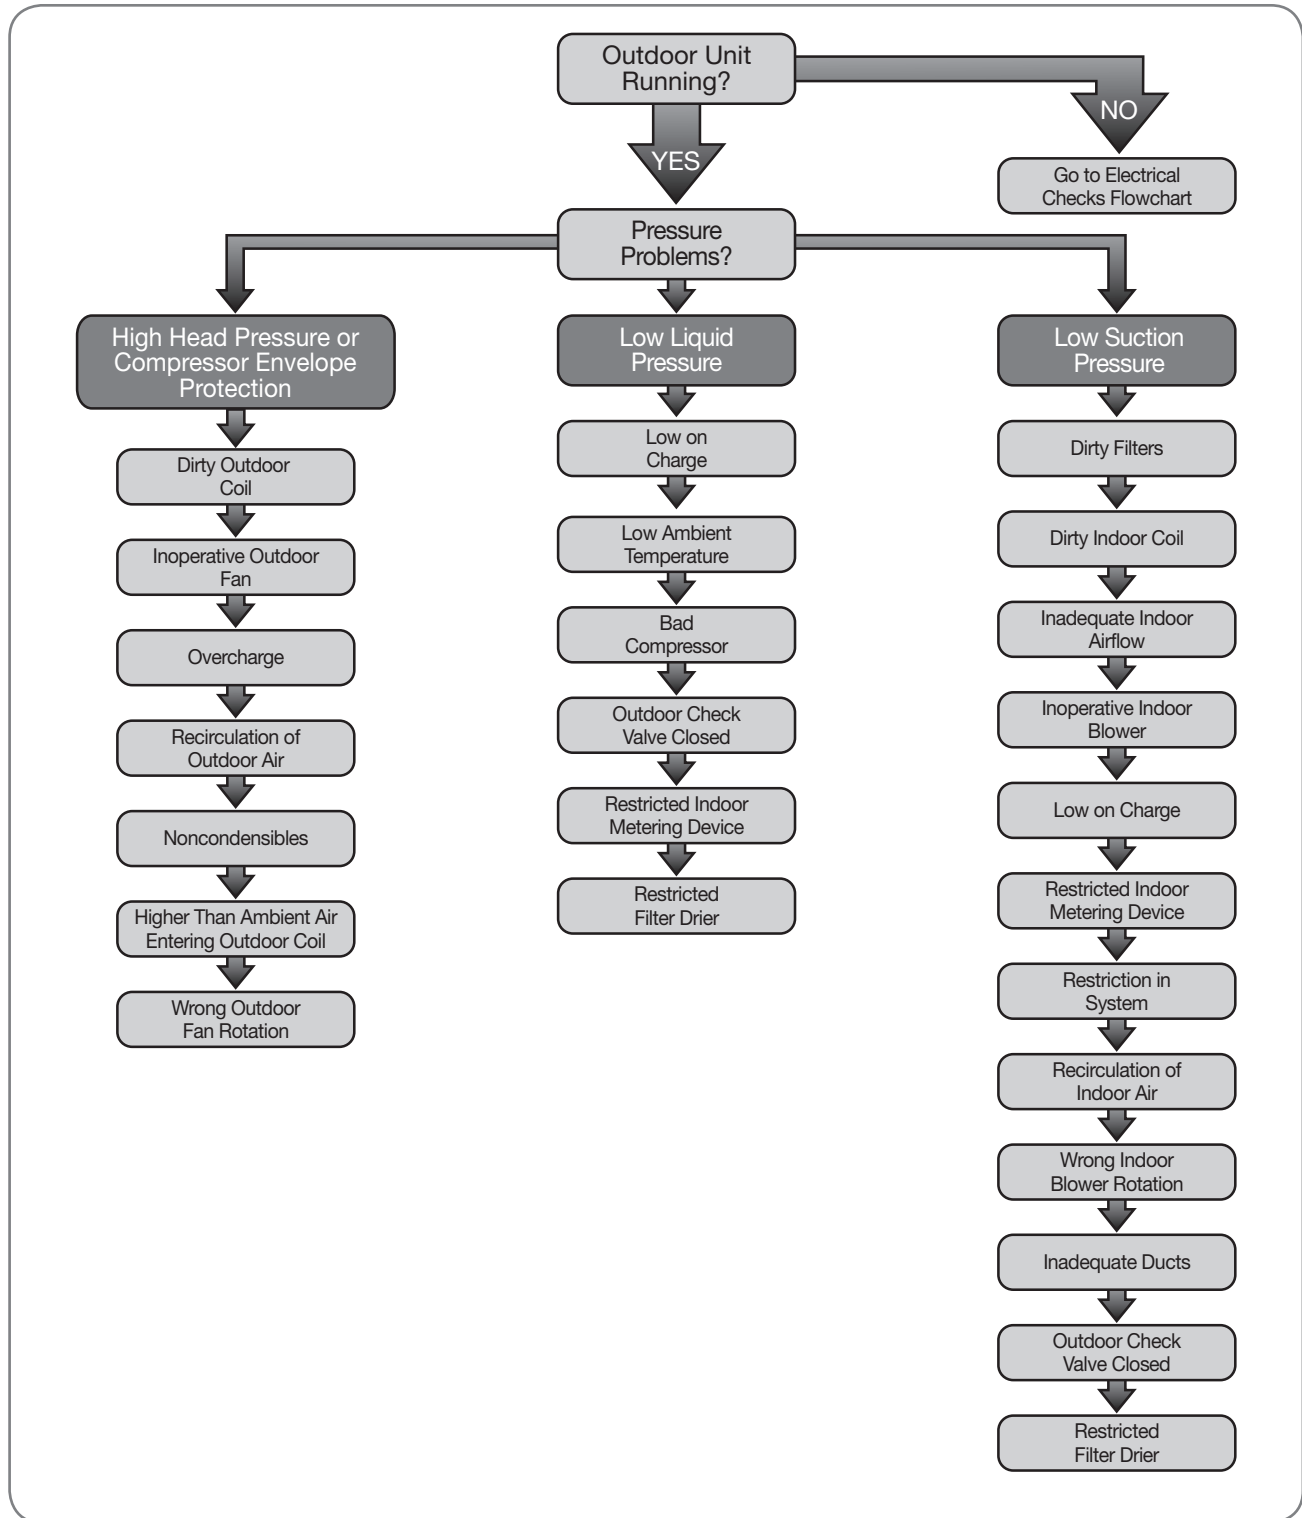 Outdoor Unit
Running?
NO
YES
Go to Electrical
Checks Flowchart
Pressure
Problems?
High Head Pressure or
Compressor Envelope
Protection
Dirty Outdoor
Coil
Inoperative Outdoor
Fan
Overcharge
Recirculation of
Outdoor Air
Noncondensibles
Higher Than Ambient Air
Entering Outdoor Coil
Wrong Outdoor
Fan Rotation
Low Liquid
Pressure
Low on
Charge
Low Ambient
Temperature
Bad
Compressor
Outdoor Check
Valve Closed
Restricted Indoor
Metering Device
Restricted
Filter Drier
Low Suction
Pressure
Dirty Filters
Dirty Indoor Coil
Inadequate Indoor
Airflow
Inoperative Indoor
Blower
Low on Charge
Restricted Indoor
Metering Device
Restriction in
System
Recirculation of
Indoor Air
Wrong Indoor
Blower Rotation
Inadequate Ducts
Outdoor Check
Valve Closed
Restricted
Filter Drier